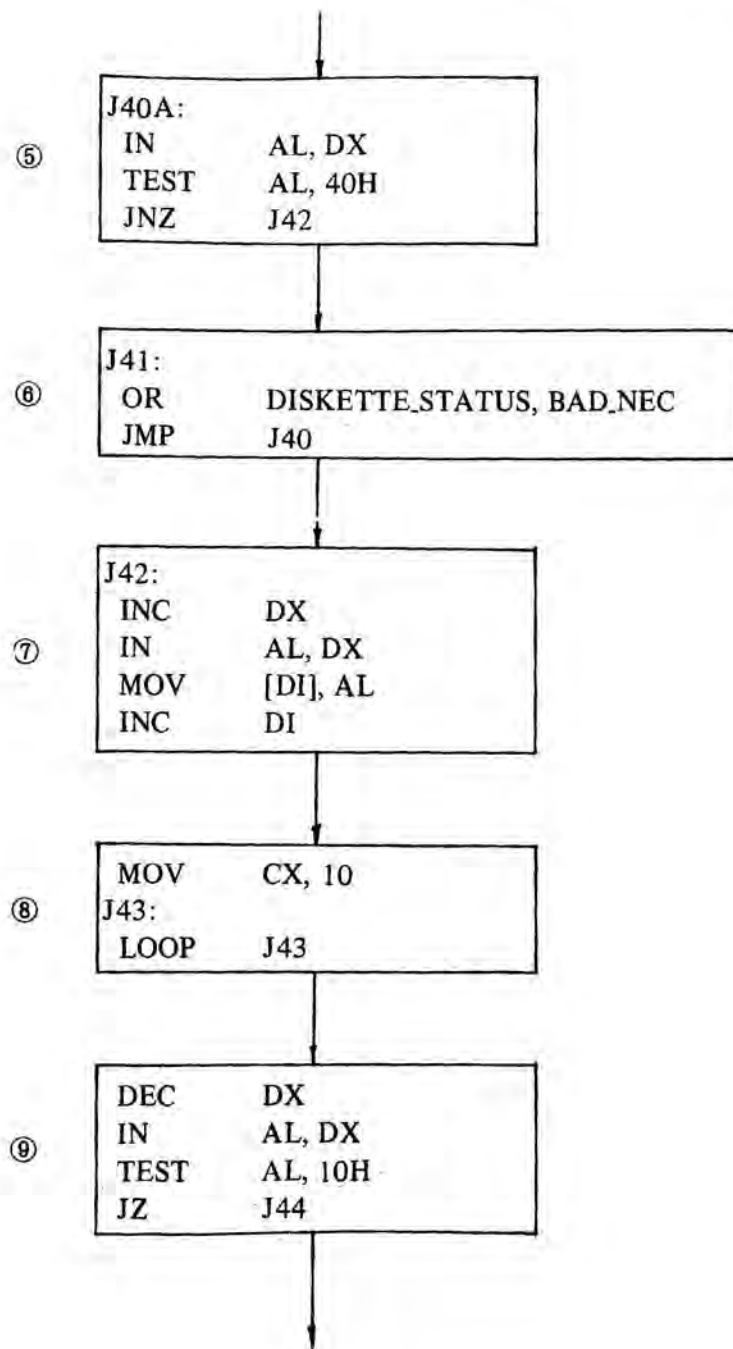 ⑤
J40A:
IN AL, DX
TEST AL, 40H
JNZ J42
⑥
J41:
OR DISKETTE_STATUS, BAD_NEC
JMP J40
⑦
J42:
INC DX
IN AL, DX
MOV [DI], AL
INC DI
⑧
MOV CX, 10
J43:
LOOP J43
⑨
DEC DX
IN AL, DX
TEST AL, 10H
JZ J44